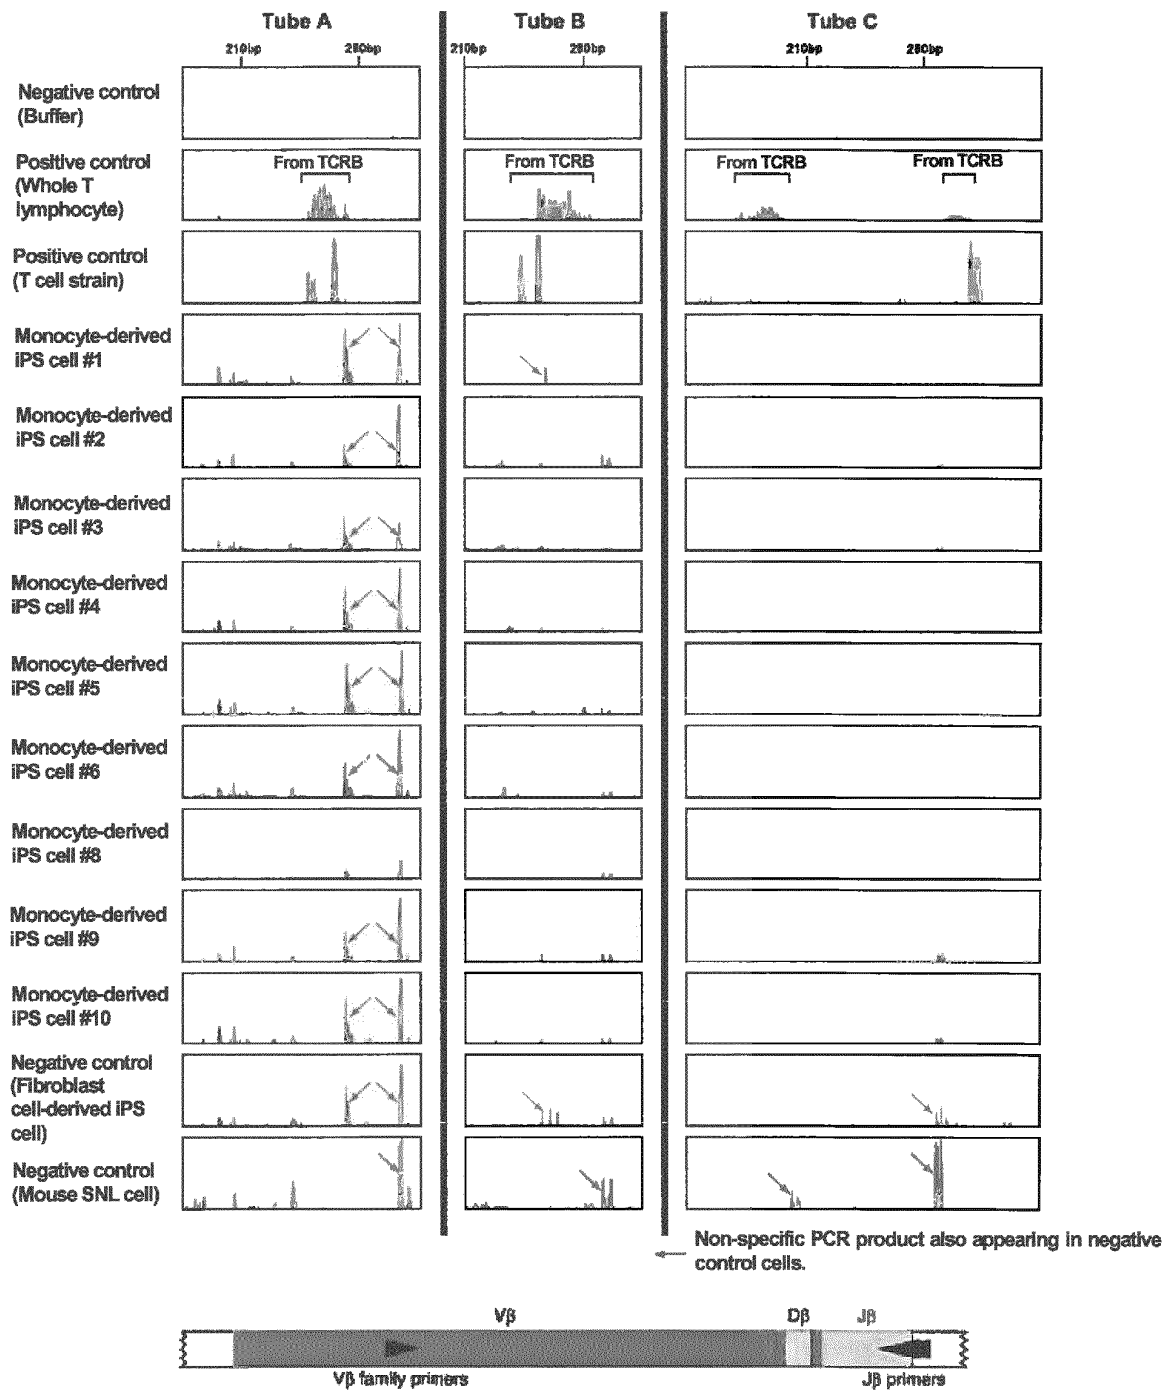 Tube A
Tube B
Tube C
210bp
280bp
210bp
280bp
210bp
280bp
Negative control
(Buffer)
Positive control
(Whole T
lymphocyte)
From TCRB
From TCRB
From TCRB
From TCRB
Positive control
(T cell strain)
Monocyte-derived
iPS cell #1
Monocyte-derived
iPS cell #2
Monocyte-derived
iPS cell #3
Monocyte-derived
iPS cell #4
Monocyte-derived
iPS cell #5
Monocyte-derived
iPS cell #6
Monocyte-derived
iPS cell #8
Monocyte-derived
iPS cell #9
Monocyte-derived
iPS cell #10
Negative control
(Fibroblast
cell-derived iPS
cell)
Negative control
(Mouse SNL cell)
Non-specific PCR product also appearing in negative
control cells.
Vβ
Dβ
Jβ
Vβ family primers
Jβ primers